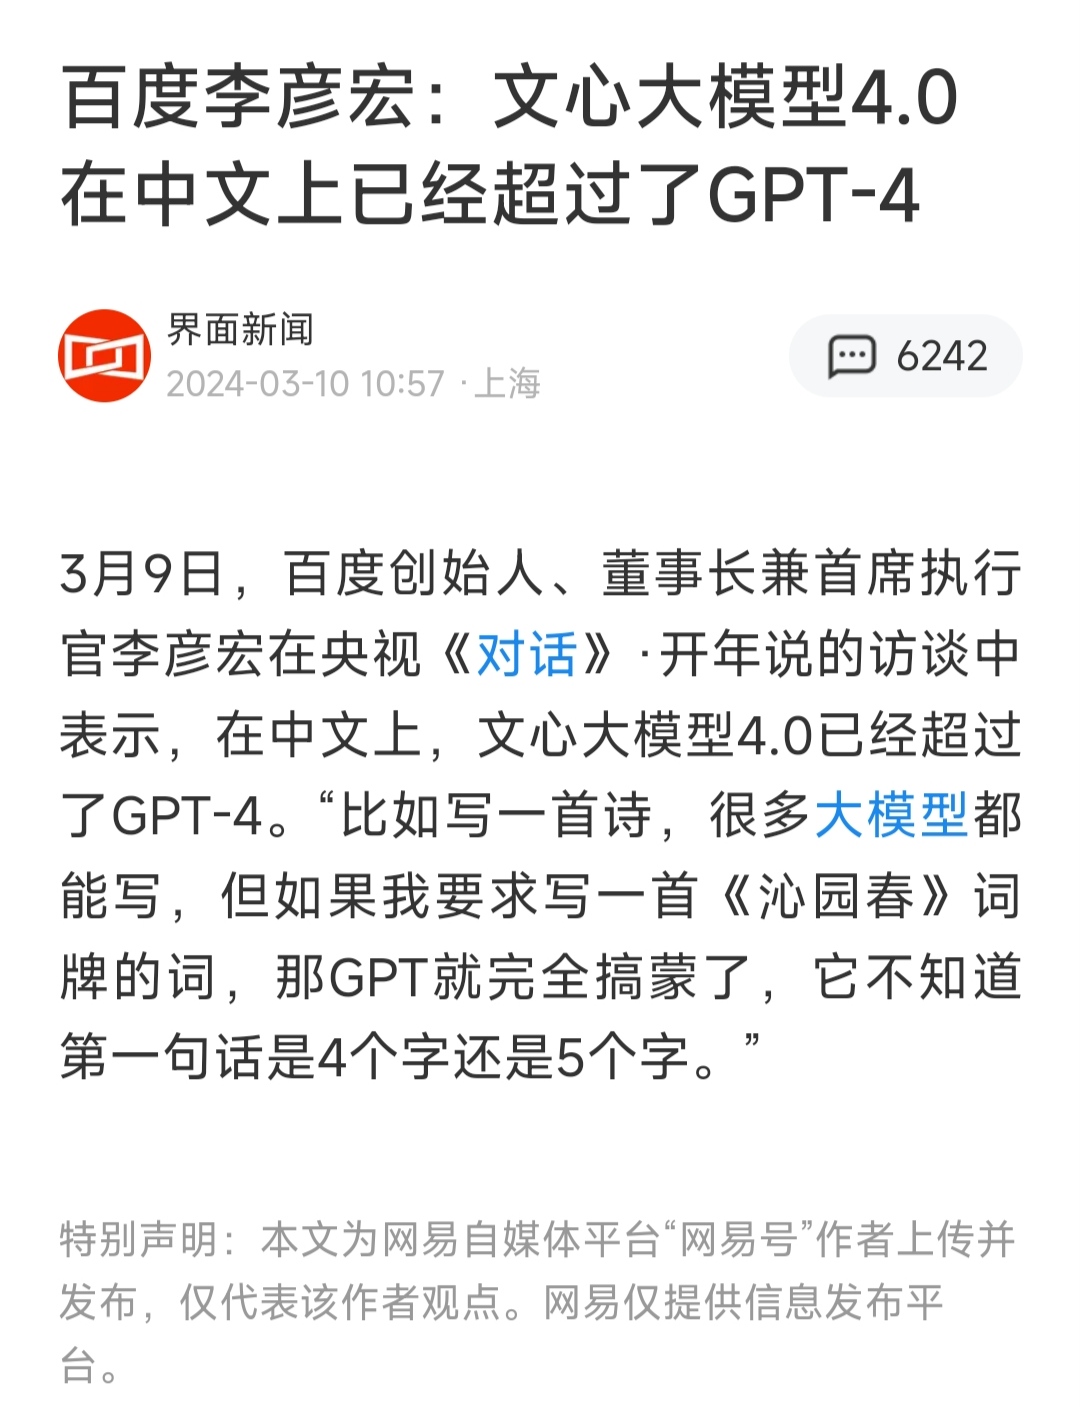 百度李彦宏：文心大模型4.0
在中文上已经超过了GPT-4
界面新闻
2024-03-10 10:57 ·上海
6242
3月9日，百度创始人、董事长兼首席执行
官李彦宏在央视《对话》·开年说的访谈中
表示，在中文上，文心大模型4.0已经超过
了GPT-4。“比如写一首诗，很多大模型都
能写，但如果我要求写一首《沁园春》词
牌的词，那GPT就完全搞蒙了，它不知道
第一句话是4个字还是5个字。”
特别声明：本文为网易自媒体平台“网易号”作者上传并
发布，仅代表该作者观点。网易仅提供信息发布平
台。